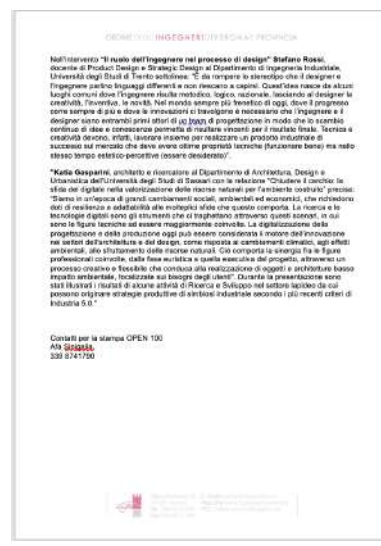 ORDINE DEGLI INGEGNERI DI VERONA E PROVINCIA
Nell'intervento "Il ruolo dell'ingegnere nel processo di design" Stefano Rossi,
docente di Product Design e Strategic Design al Dipartimento di Ingegneria Industriale,
Università degli Studi di Trento sottolinea: "È da rompere lo stereotipo che il designer e
l'ingegnere parlino linguaggi differenti e non riescano a capirsi. Quest'idea nasce da alcuni
luoghi comuni dove l'ingegnere risulta metodico, logico, razionale, lasciando al designer la
creatività, l'inventiva, le novità. Nel mondo sempre più frenetico di oggi, dove il progresso
corre sempre di più e dove le innovazioni ci travolgono è necessario che l'ingegnere e il
designer siano entrambi primi attori di un team di progettazione in modo che lo scambio
continuo di idee e conoscenze permetta di risultare vincenti per il risultato finale. Tecnica e
creatività devono, infatti, lavorare insieme per realizzare un prodotto industriale di
successo sul mercato che deve avere ottime proprietà tecniche (funzionare bene) ma nello
stesso tempo estetico-percettive (essere desiderato)".
"Katia Gasparini, architetto e ricercatore al Dipartimento di Architettura, Design e
Urbanistica dell'Università degli Studi di Sassari con la relazione "Chiudere il cerchio: le
sfide del digitale nella valorizzazione delle risorse naturali per l'ambiente costruito" precisa:
"Siamo in un'epoca di grandi cambiamenti sociali, ambientali ed economici, che richiedono
doti di resilienza e adattabilità alle molteplici sfide che questo comporta. La ricerca e le
tecnologie digitali sono gli strumenti che ci traghettano attraverso questi scenari, in cui
sono le figure tecniche ad essere maggiormente coinvolte. La digitalizzazione della
progettazione e della produzione oggi può essere considerata il motore dell'innovazione
nei settori dell'architettura e del design, come risposta ai cambiamenti climatici, agli effetti
ambientali, allo sfruttamento delle risorse naturali. Ciò comporta la sinergia fra le figure
professionali coinvolte, dalla fase euristica a quella esecutiva del progetto, attraverso un
processo creativo e flessibile che conduca alla realizzazione di oggetti e architetture basso
impatto ambientale, focalizzate sui bisogni degli utenti". Durante la presentazione sono
stati illustrati i risultati di alcune attività di Ricerca e Sviluppo nel settore lapideo da cui
possono originare strategie produttive di simbiosi industriale secondo i più recenti criteri di
Industria 5.0."
Contatti per la stampa OPEN 100
Afa Sinigalia
339 8741790